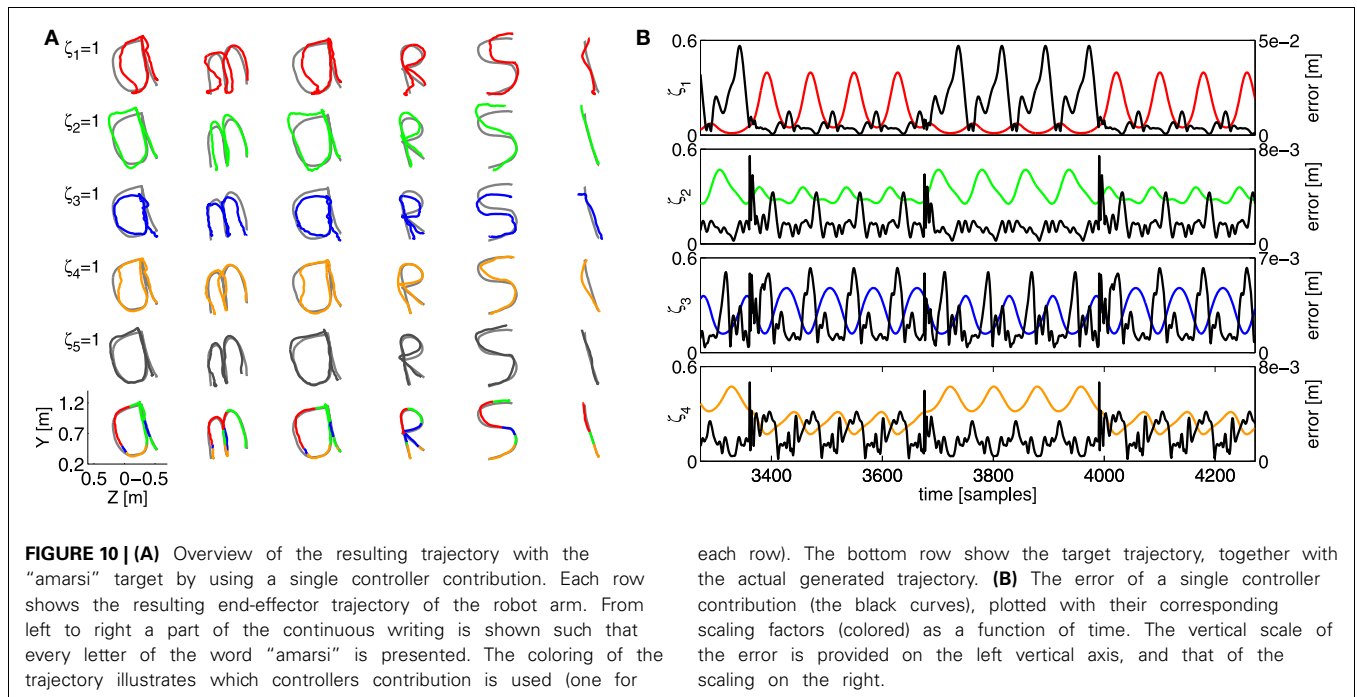 A
ζ1=1
ζ2=1
ζ3=1
ζ4=1
ζ5=1
Y [m]
1.2
0.7
0.2
0.5 0 −0.5
Z [m]
B
0.6
ζ1
0
5e−2
error [m]
0
0.6
ζ2
0
8e−3
error [m]
0
0.6
ζ3
0
7e−3
error [m]
0
0.6
ζ4
0
8e−3
error [m]
0
3400 3600 3800 4000 4200
time [samples]
FIGURE 10 | (A) Overview of the resulting trajectory with the
“amarsi” target by using a single controller contribution. Each row
shows the resulting end-effector trajectory of the robot arm. From
left to right a part of the continuous writing is shown such that
every letter of the word “amarsi” is presented. The coloring of the
trajectory illustrates which controllers contribution is used (one for
each row). The bottom row show the target trajectory, together with
the actual generated trajectory. (B) The error of a single controller
contribution (the black curves), plotted with their corresponding
scaling factors (colored) as a function of time. The vertical scale of
the error is provided on the left vertical axis, and that of the
scaling on the right.